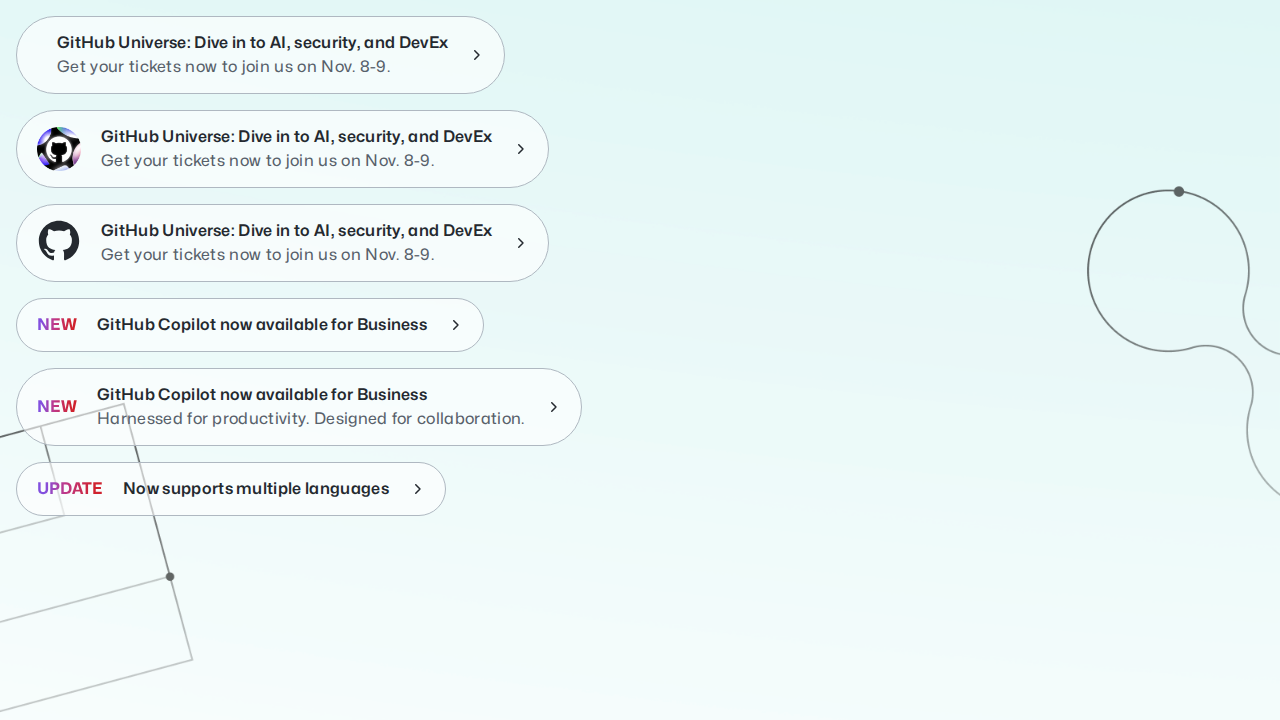 GitHub Universe: Dive in to AI, security, and DevEx
Get your tickets now to join us on Nov. 8-9.
GitHub Universe: Dive in to AI, security, and DevEx
Get your tickets now to join us on Nov. 8-9.
GitHub Universe: Dive in to AI, security, and DevEx
Get your tickets now to join us on Nov. 8-9.
NEW GitHub Copilot now available for Business
NEW GitHub Copilot now available for Business
Harnessed for productivity. Designed for collaboration.
UPDATE Now supports multiple languages